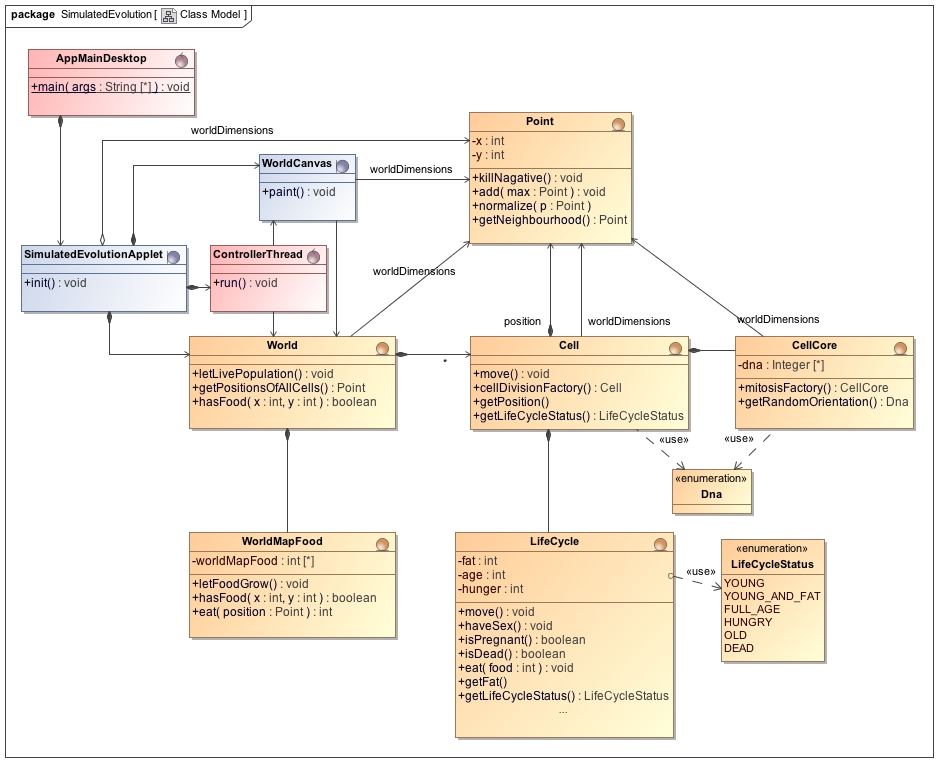 package SimulatedEvolution [ Class Model ]
AppMainDesktop
+main( args : String [*] ) : void
worldDimensions
Point
-x : int
-y : int
+killNagative() : void
+add( max : Point ) : void
+normalize( p : Point )
+getNeighbourhood() : Point
WorldCanvas
+paint() : void
worldDimensions
SimulatedEvolutionApplet
+init() : void
ControllerThread
+run() : void
worldDimensions
position
worldDimensions
worldDimensions
World
+letLivePopulation() : void
+getPositionsOfAllCells() : Point
+hasFood( x : int, y : int ) : boolean
*
Cell
+move() : void
+cellDivisionFactory() : Cell
+getPosition()
+getLifeCycleStatus() : LifeCycleStatus
CellCore
-dna : Integer [*]
+mitosisFactory() : CellCore
+getRandomOrientation() : Dna
«use»
«use»
«enumeration»
Dna
WorldMapFood
-worldMapFood : int [*]
+letFoodGrow() : void
+hasFood( x : int, y : int ) : boolean
+eat( position : Point ) : int
LifeCycle
-fat : int
-age : int
-hunger : int
+move() : void
+haveSex() : void
+isPregnant() : boolean
+isDead() : boolean
+eat( food : int ) : void
+getFat()
+getLifeCycleStatus() : LifeCycleStatus
...
«use»
«enumeration»
LifeCycleStatus
YOUNG
YOUNG_AND_FAT
FULL_AGE
HUNGRY
OLD
DEAD